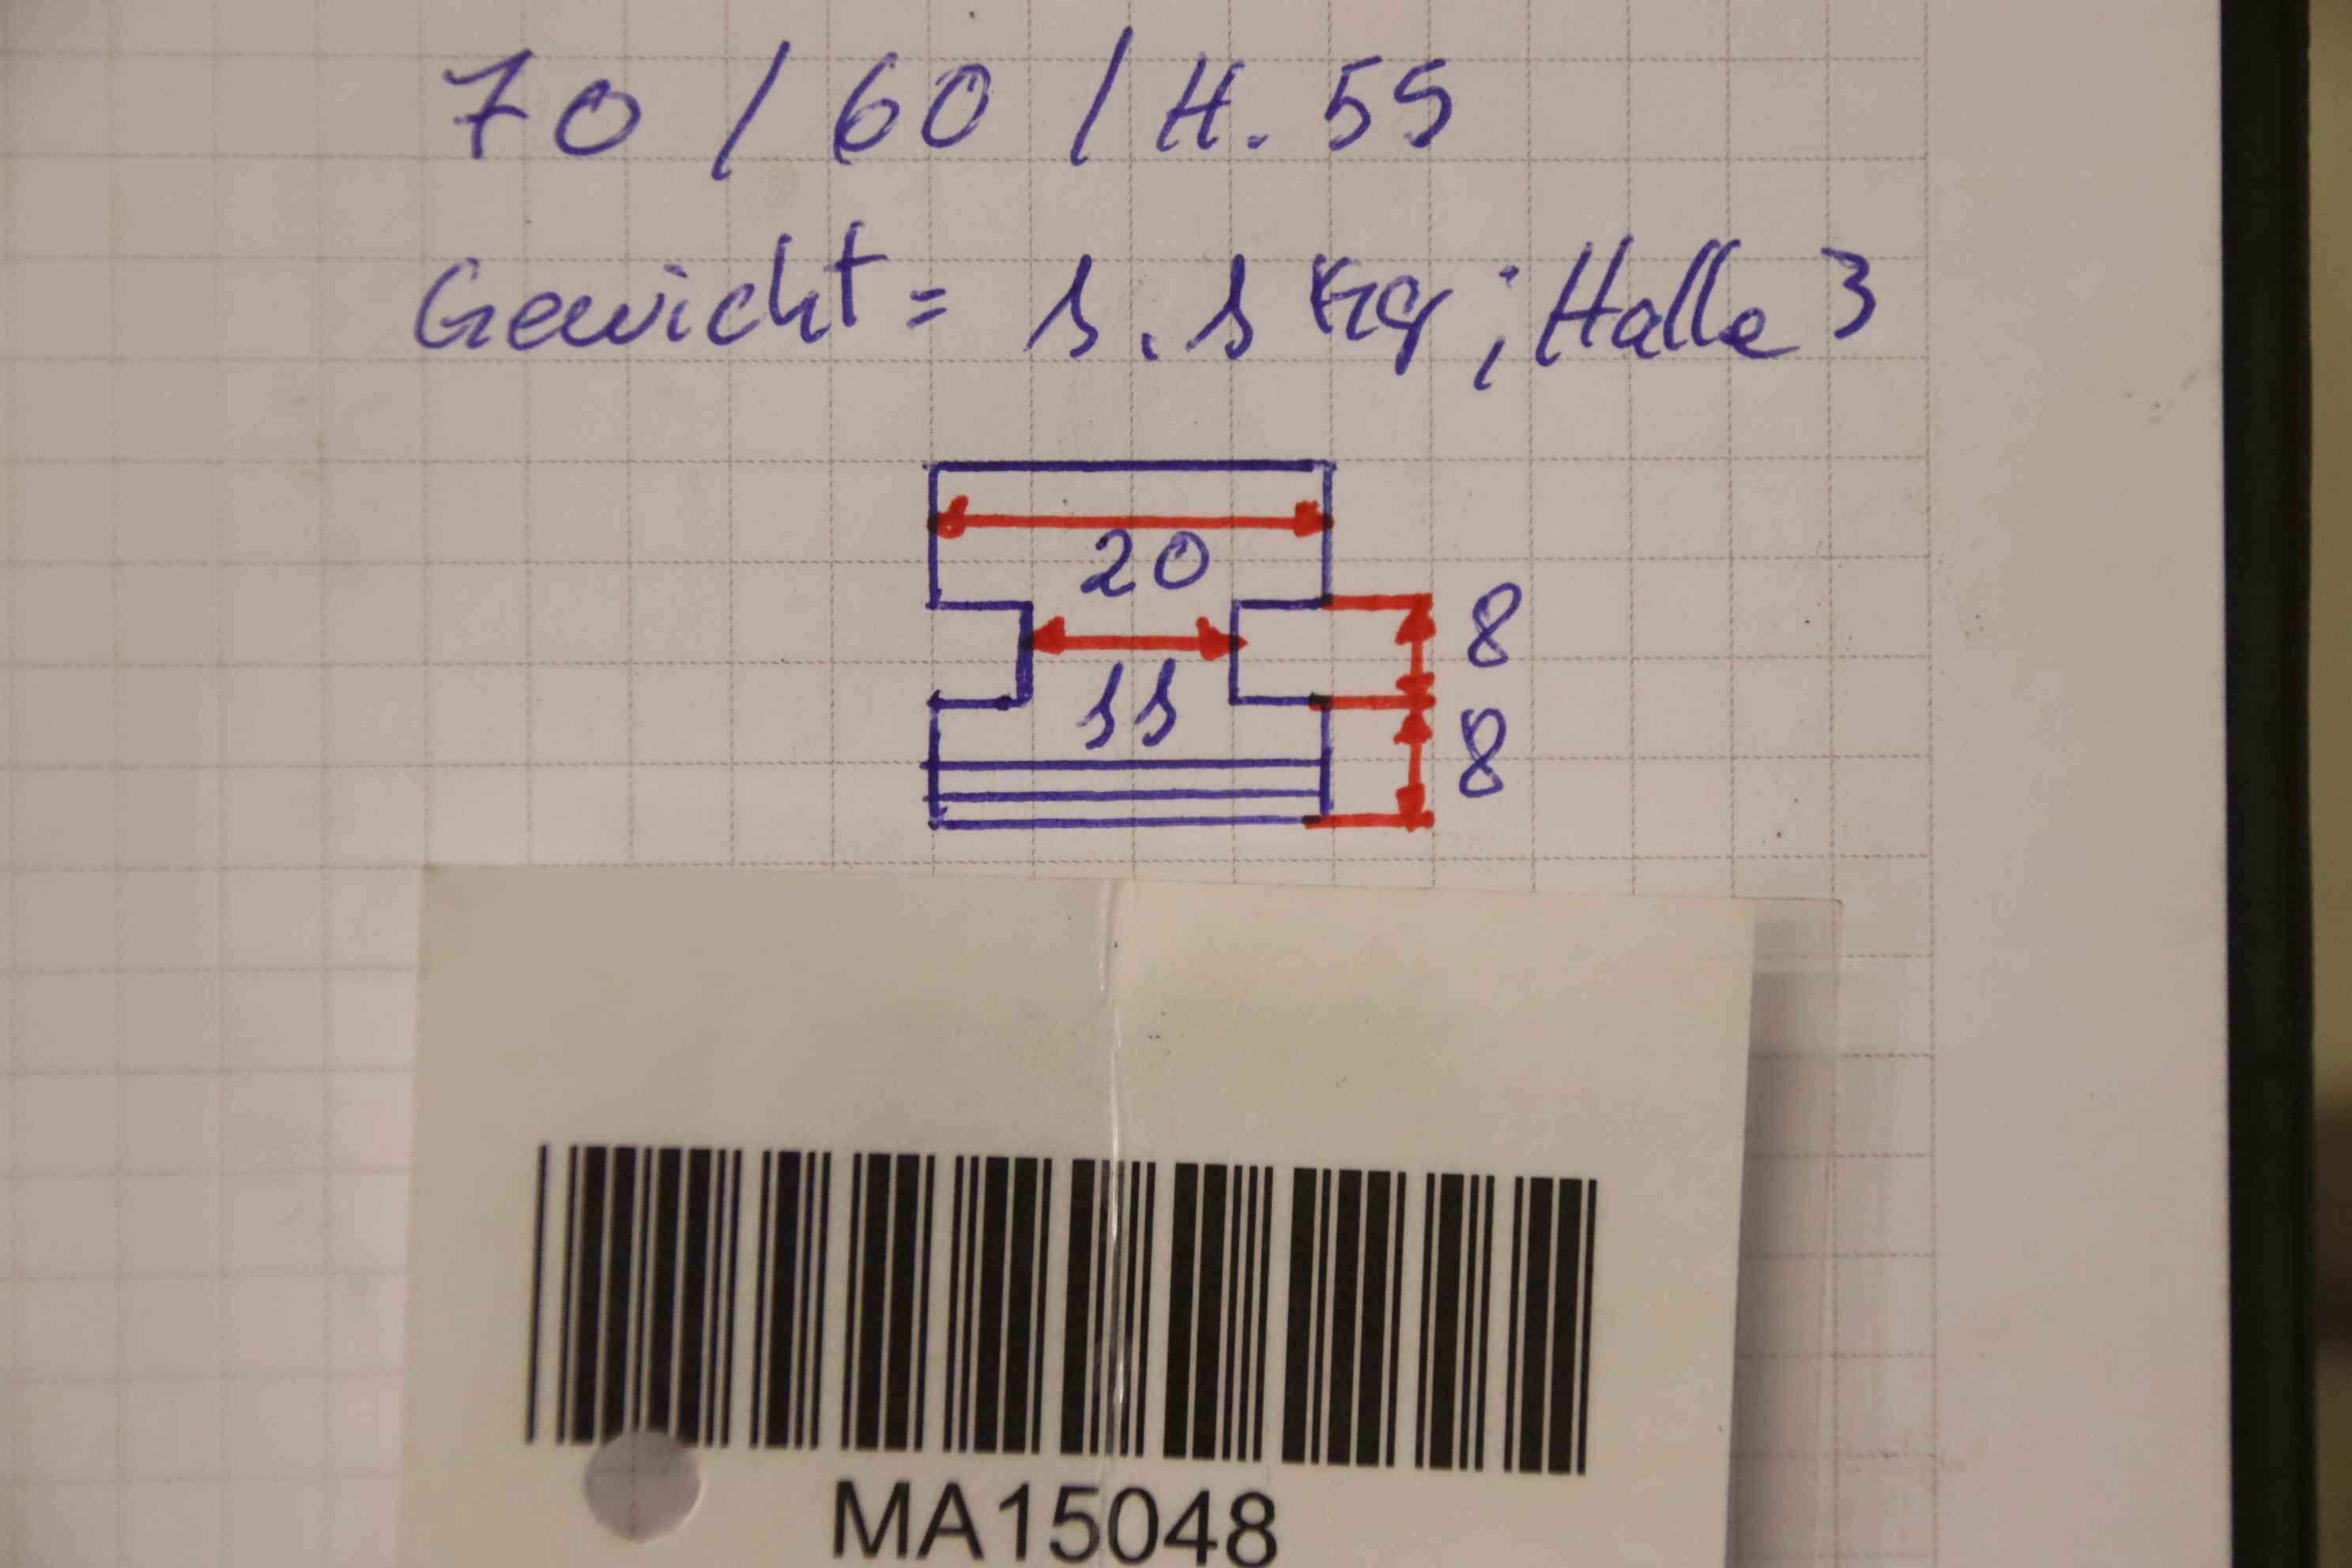 70 / 60 / H. 55
Gewicht = 1.1 kg; Halle 3
20
8
11
8
MA15048